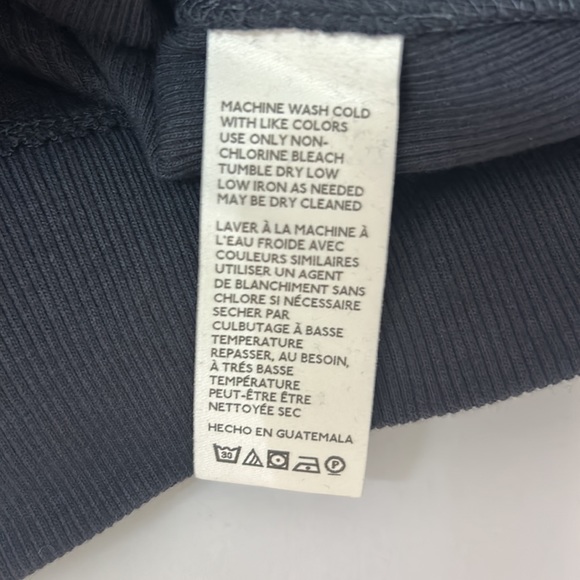 MACHINE WASH COLD
WITH LIKE COLORS
USE ONLY NON-
CHLORINE BLEACH
TUMBLE DRY LOW
LOW IRON AS NEEDED
MAY BE DRY CLEANED
LAVER À LA MACHINE À
L'EAU FROIDE AVEC
COULEURS SIMILAIRES
UTILISER UN AGENT
DE BLANCHIMENT SANS
CHLORE SI NÉCESSAIRE
SECHER PAR
CULBUTAGE À BASSE
TEMPERATURE
REPASSER, AU BESOIN,
À TRÉS BASSE
TEMPÉRATURE
PEUT-ÊTRE ÊTRE
NETTOYÉE SEC
HECHO EN GUATEMALA
30 P